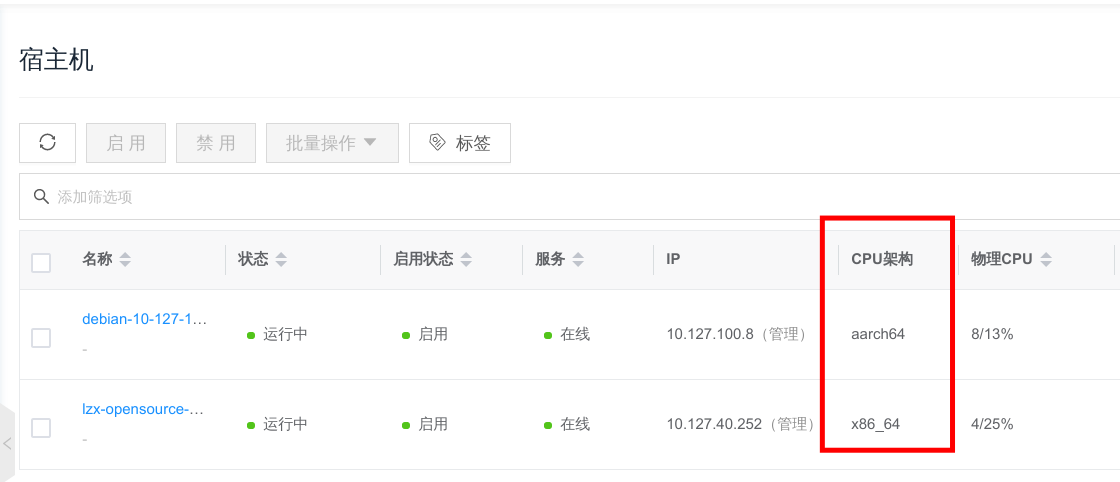 宿主机
启用 禁用 批量操作 标签
添加筛选项
名称 状态 启用状态 服务 IP CPU架构 物理CPU
debian-10-127-1... 运行中 启用 在线 10.127.100.8（管理） aarch64 8/13%
-
lzx-opensource-... 运行中 启用 在线 10.127.40.252（管理） x86_64 4/25%
-